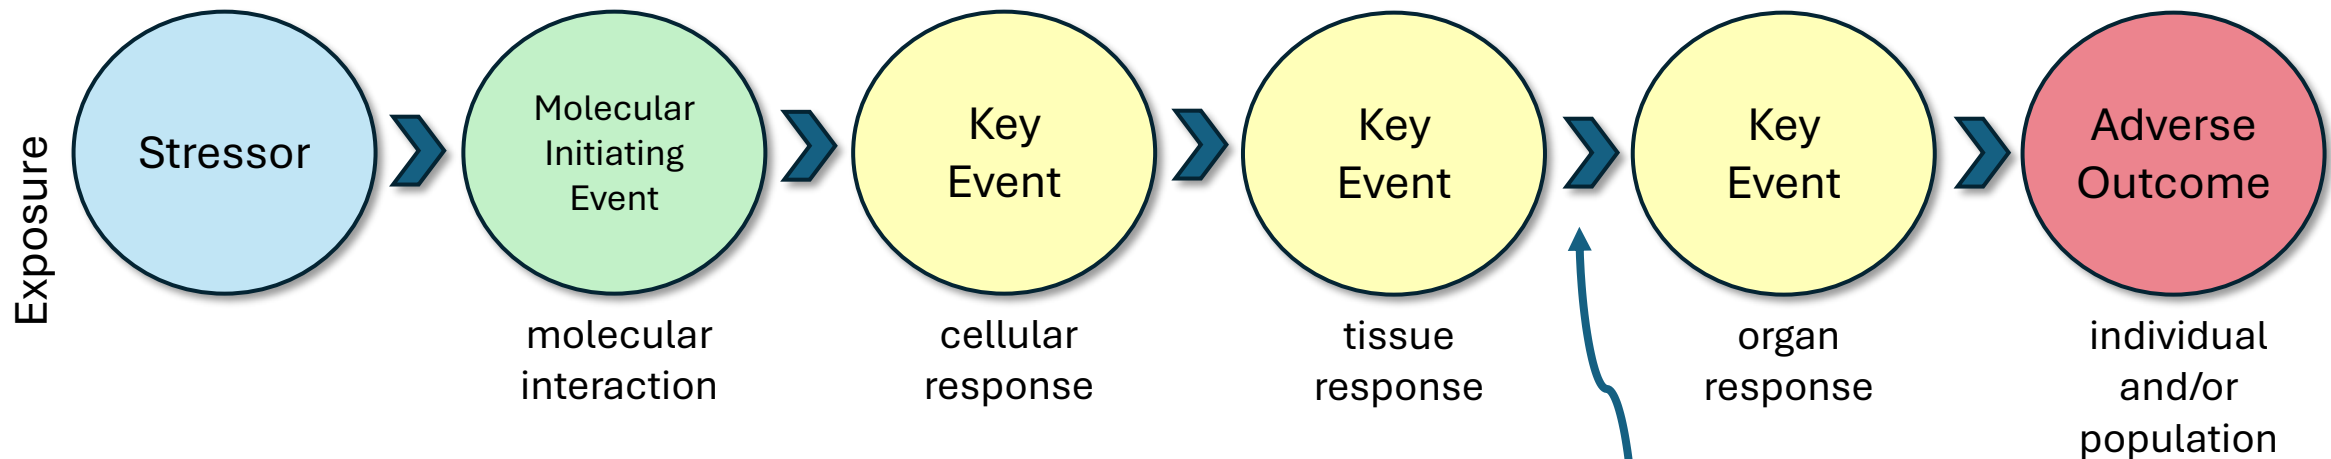 Exposure
Stressor
Molecular
Initiating
Event
Key
Event
Key
Event
Key
Event
Adverse
Outcome
molecular
interaction
cellular
response
tissue
response
organ
response
individual
and/or
population